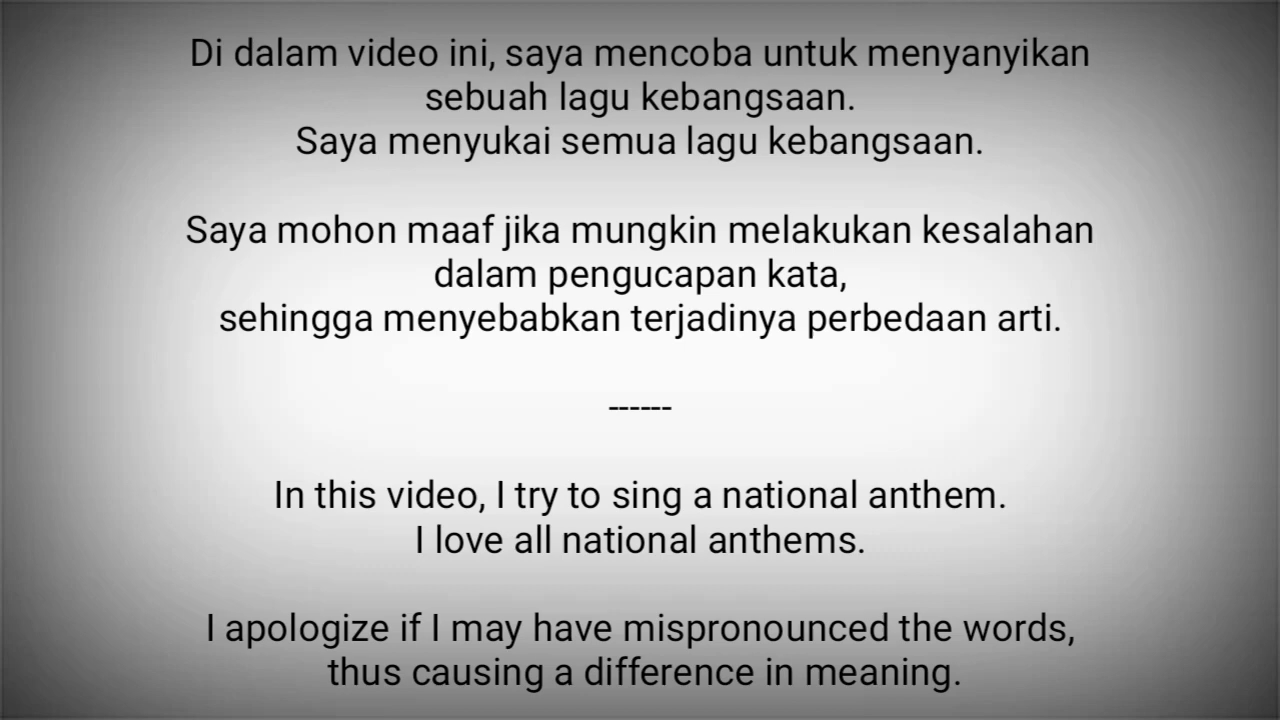 Di dalam video ini, saya mencoba untuk menyanyikan
sebuah lagu kebangsaan.
Saya menyukai semua lagu kebangsaan.
Saya mohon maaf jika mungkin melakukan kesalahan
dalam pengucapan kata,
sehingga menyebabkan terjadinya perbedaan arti.
------
In this video, I try to sing a national anthem.
I love all national anthems.
I apologize if I may have mispronounced the words,
thus causing a difference in meaning.